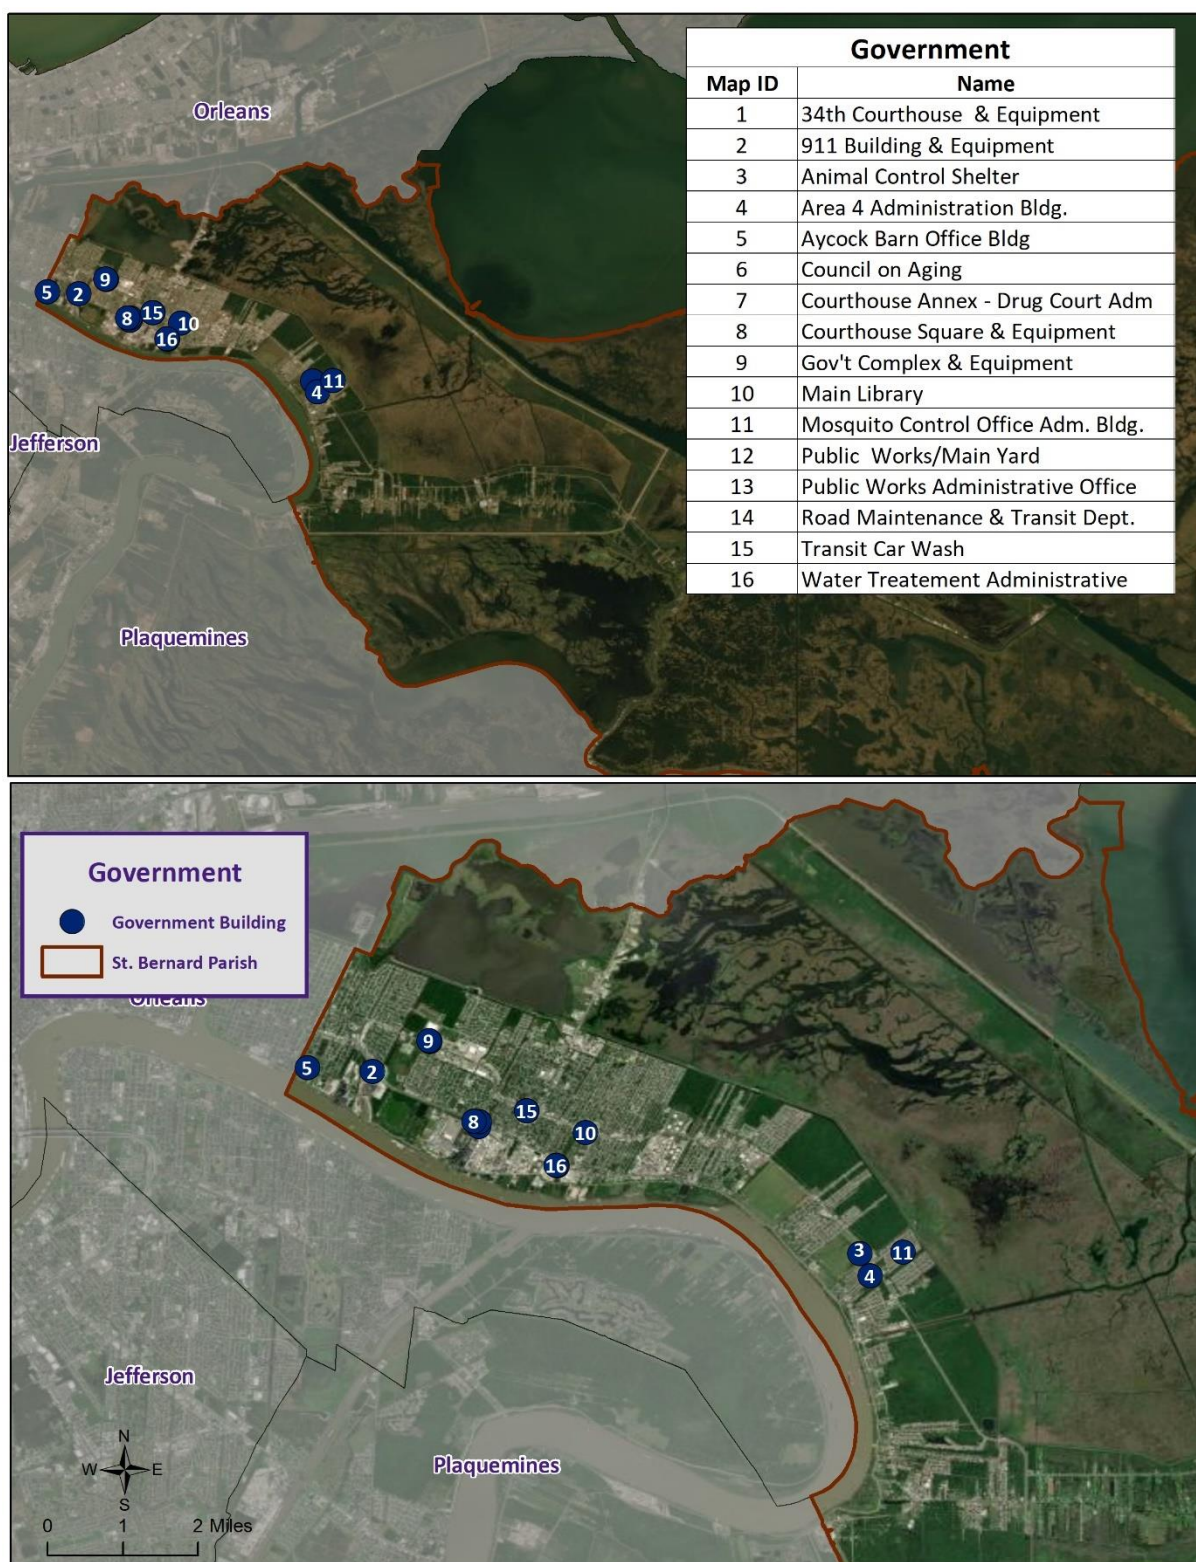 Government
Map ID Name
1 34th Courthouse & Equipment
2 911 Building & Equipment
3 Animal Control Shelter
4 Area 4 Administration Bldg.
5 Aycock Barn Office Bldg
6 Council on Aging
7 Courthouse Annex - Drug Court Adm
8 Courthouse Square & Equipment
9 Gov't Complex & Equipment
10 Main Library
11 Mosquito Control Office Adm. Bldg.
12 Public Works/Main Yard
13 Public Works Administrative Office
14 Road Maintenance & Transit Dept.
15 Transit Car Wash
16 Water Treatement Administrative
Orleans
9
5 2
8 15 10
16
11
4
Jefferson
Plaquemines
Government
Government Building
St. Bernard Parish
Orleans
9
5 2
15
8
10
16
3 11
4
Jefferson
Plaquemines
N
W E
S
0 1 2 Miles